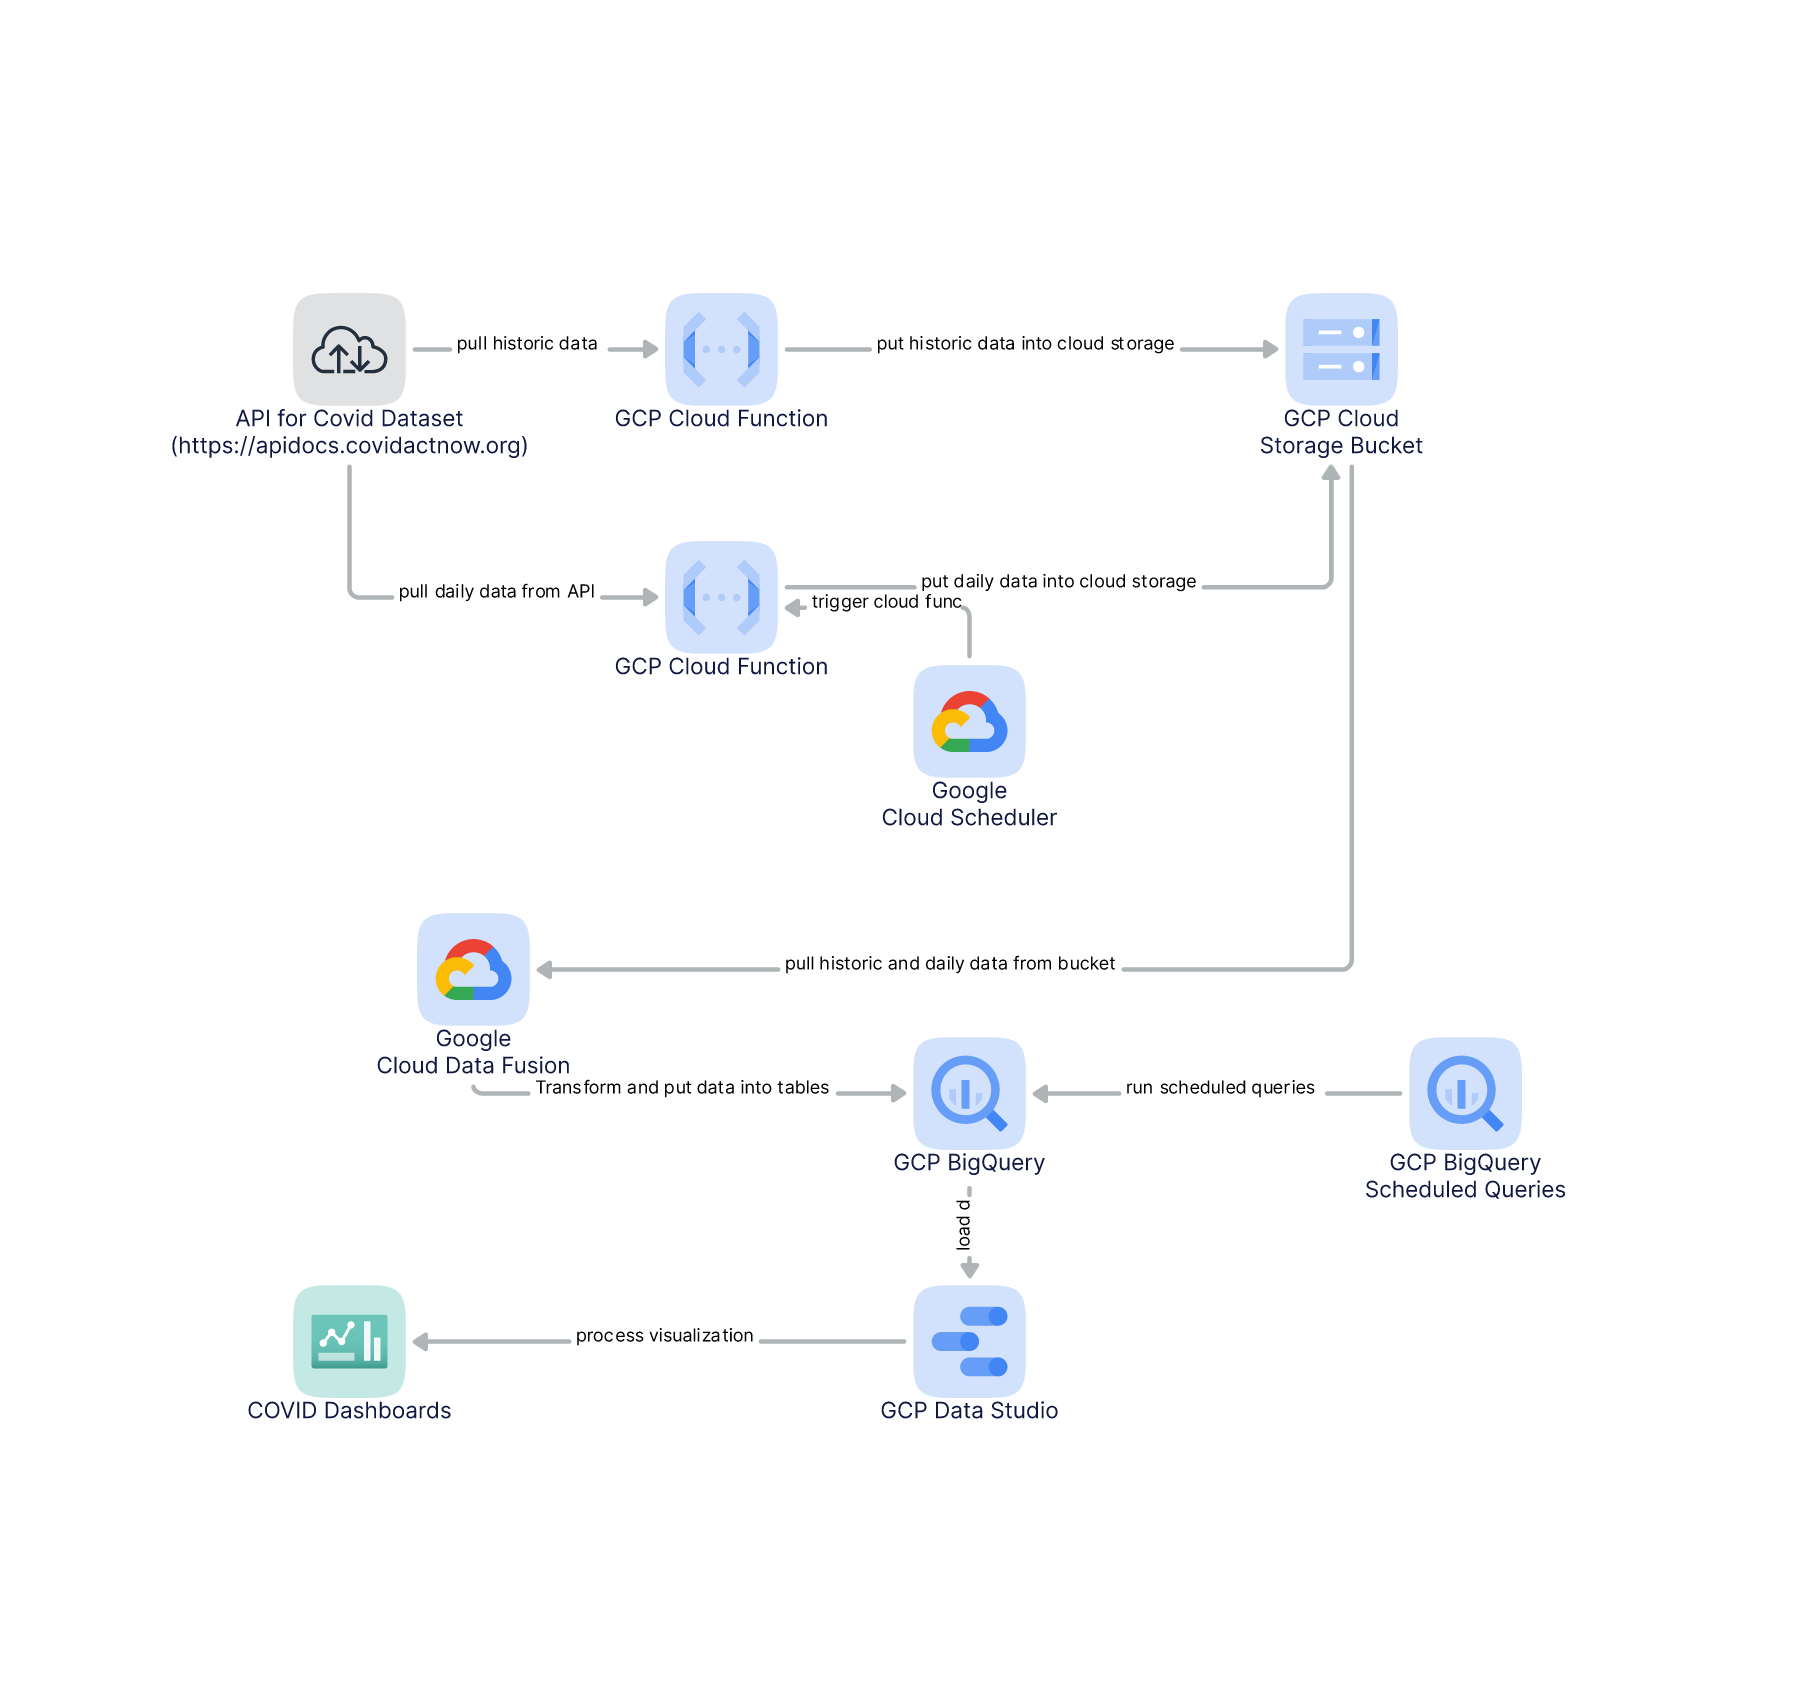 pull historic data
put historic data into cloud storage
API for Covid Dataset
(https://apidocs.covidactnow.org)
GCP Cloud Function
GCP Cloud
Storage Bucket
pull daily data from API
put daily data into cloud storage
trigger cloud func
GCP Cloud Function
Google
Cloud Scheduler
pull historic and daily data from bucket
Google
Cloud Data Fusion
Transform and put data into tables
run scheduled queries
GCP BigQuery
GCP BigQuery
Scheduled Queries
load d
process visualization
COVID Dashboards
GCP Data Studio